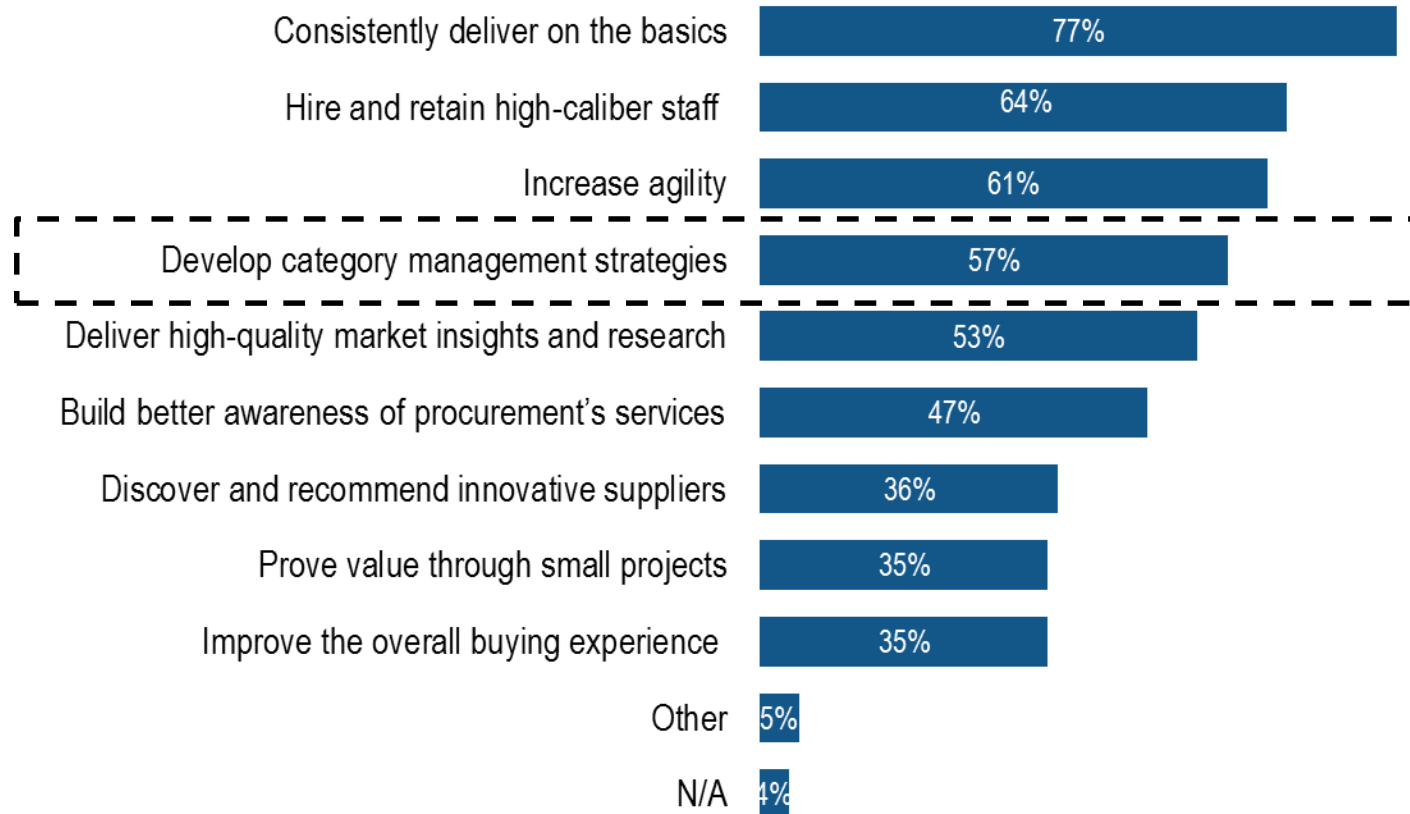 Consistently deliver on the basics 77%
Hire and retain high-caliber staff 64%
Increase agility 61%
Develop category management strategies 57%
Deliver high-quality market insights and research 53%
Build better awareness of procurement’s services 47%
Discover and recommend innovative suppliers 36%
Prove value through small projects 35%
Improve the overall buying experience 35%
Other 5%
N/A 4%